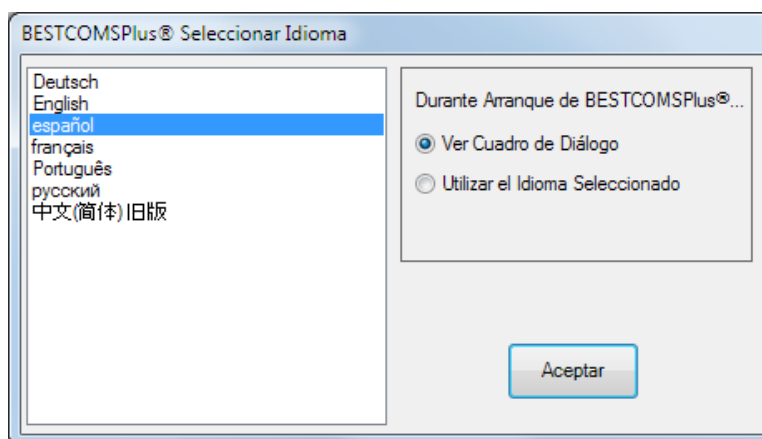 BESTCOMSPlus® Seleccionar Idioma
Deutsch
English
español
français
Português
русский
中文(简体) 旧版
Durante Arranque de BESTCOMSPlus®...
Ver Cuadro de Diálogo
Utilizar el Idioma Seleccionado
Aceptar